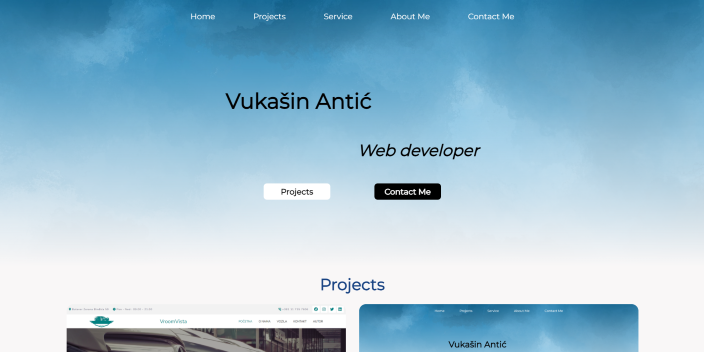 Home Projects Service About Me Contact Me
Vukašin Antić
Web developer
Projects Contact Me
Projects
VroomVista
Home Projects Service About Me Contact Me
Vukašin Antić